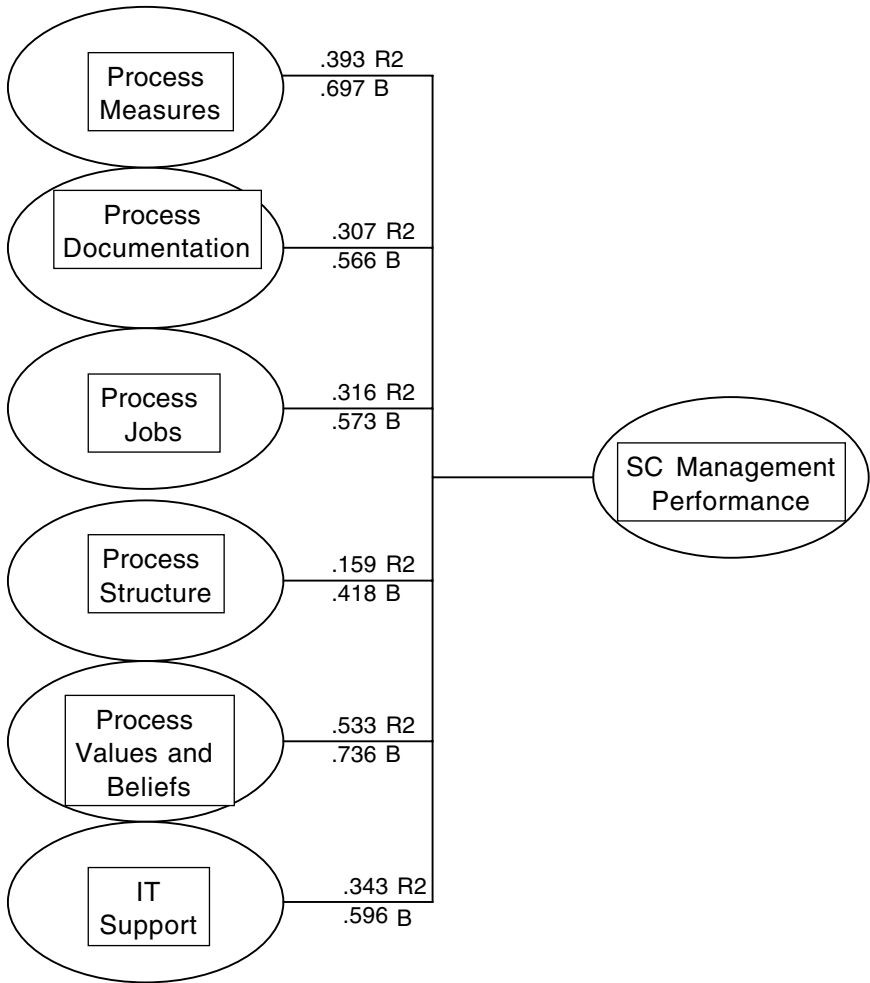 Process
Measures
.393 R2
.697 B
Process
Documentation
.307 R2
.566 B
Process
Jobs
.316 R2
.573 B
SC Management
Performance
Process
Structure
.159 R2
.418 B
Process
Values and
Beliefs
.533 R2
.736 B
IT
Support
.343 R2
.596 B